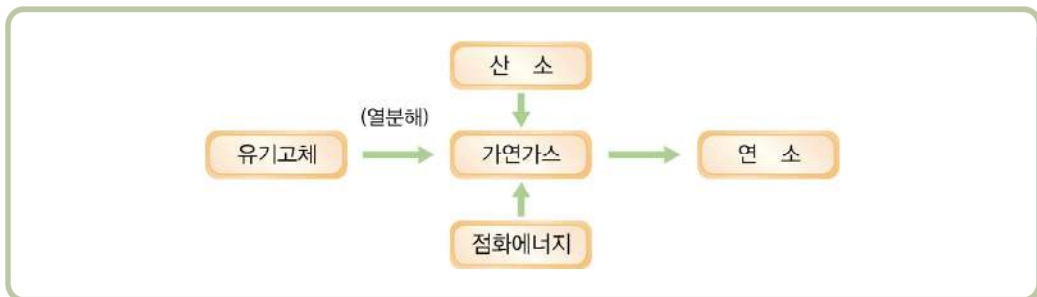 산 소
(열분해)
유기고체
가연가스
연 소
점화에너지